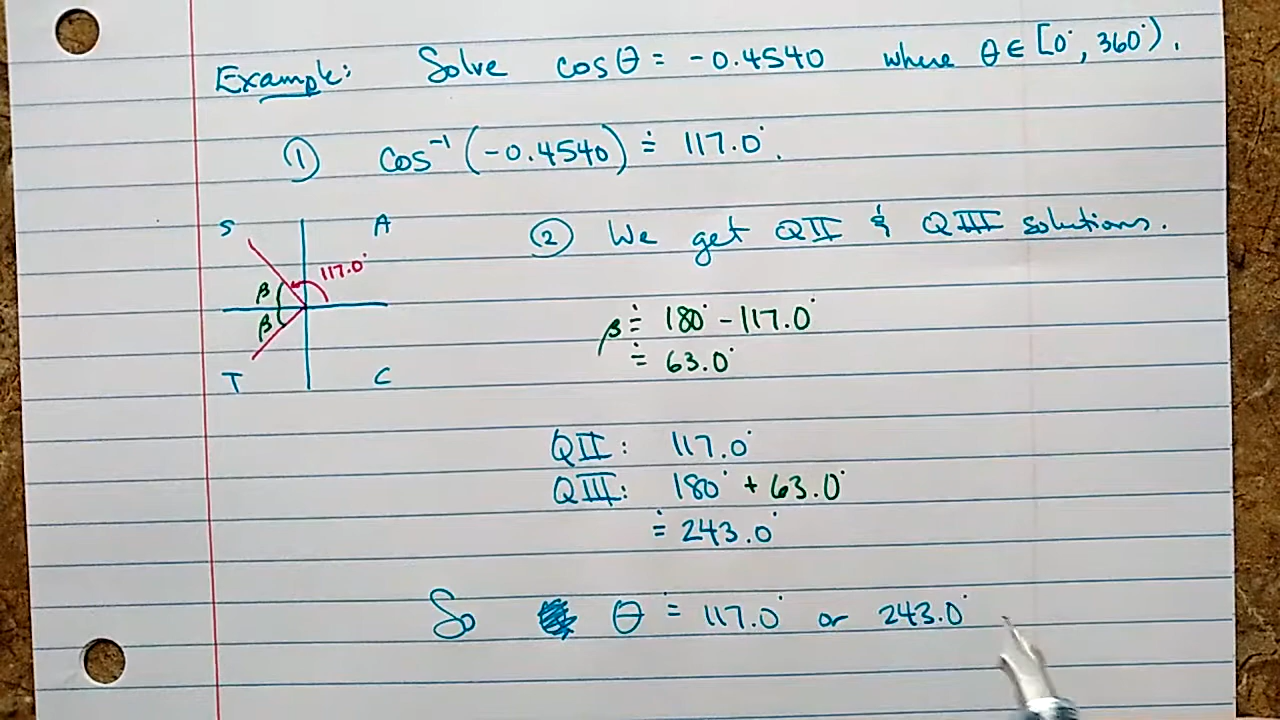 Example: Solve cosθ = -0.4540 where θ ∈ [0°, 360°).
① cos⁻¹(-0.4540) ≐ 117.0°.
S A
② We get QII & QIII solutions.
117.0°
β
β
T C
β ≐ 180° - 117.0°
≐ 63.0°
QII: 117.0°
QIII: 180° + 63.0°
≐ 243.0°
So θ ≐ 117.0° or 243.0°